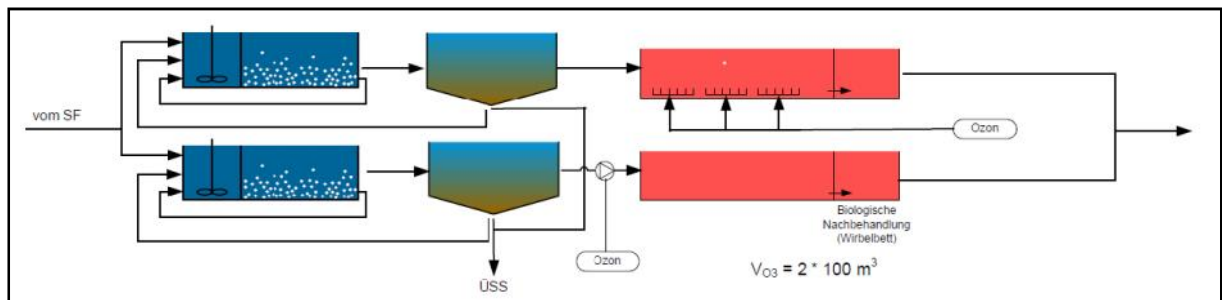 vom SF
Ozon
Biologische
Nachbehandlung
(Wirbelbett)
Ozon
ÜSS
V_O3 = 2 * 100 m³